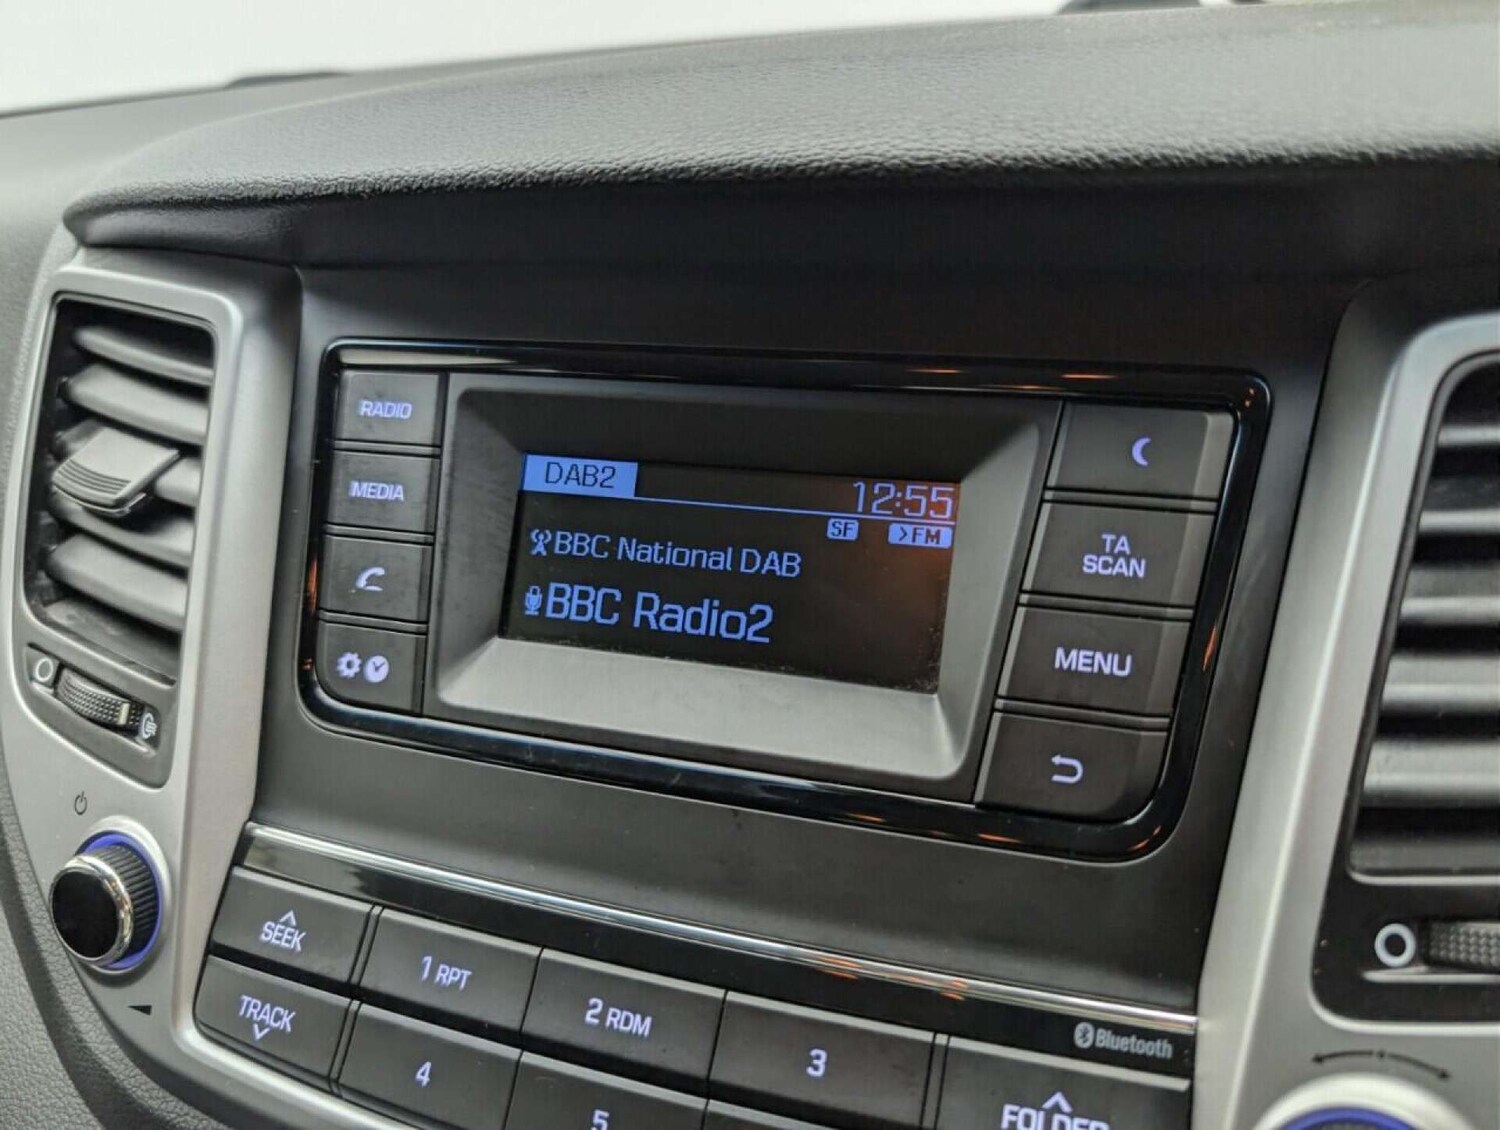 RADIO
MEDIA
DAB2
12:55
SF
>FM
BBC National DAB
BBC Radio2
TA
SCAN
MENU
SEEK
TRACK
1 RPT
2 RDM
3
4
5
Bluetooth
FOLDER